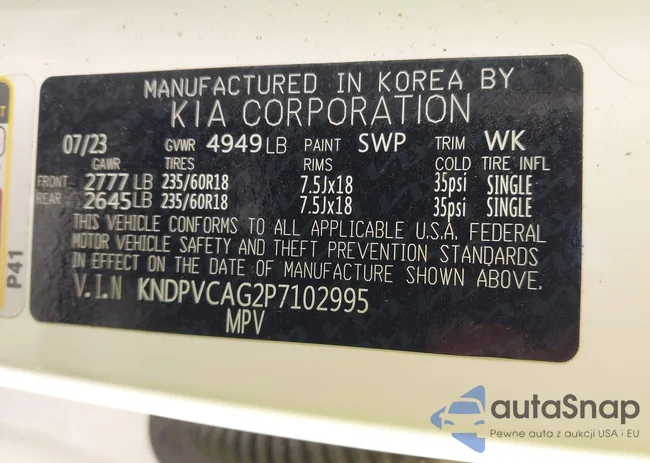 MANUFACTURED IN KOREA BY
KIA CORPORATION
07/23 GVWR 4949LB PAINT SWP TRIM WK
GAWR TIRES RIMS COLD TIRE INFL
FRONT 2777LB 235/60R18 7.5Jx18 35psi SINGLE
REAR 2645LB 235/60R18 7.5Jx18 35psi SINGLE
THIS VEHICLE CONFORMS TO ALL APPLICABLE U.S.A. FEDERAL
MOTOR VEHICLE SAFETY AND THEFT PREVENTION STANDARDS
IN EFFECT ON THE DATE OF MANUFACTURE SHOWN ABOVE.
V.I.N KNDPVCAG2P7102995
MPV
P41
autaSnap
Pewne auta z aukcji USA i EU